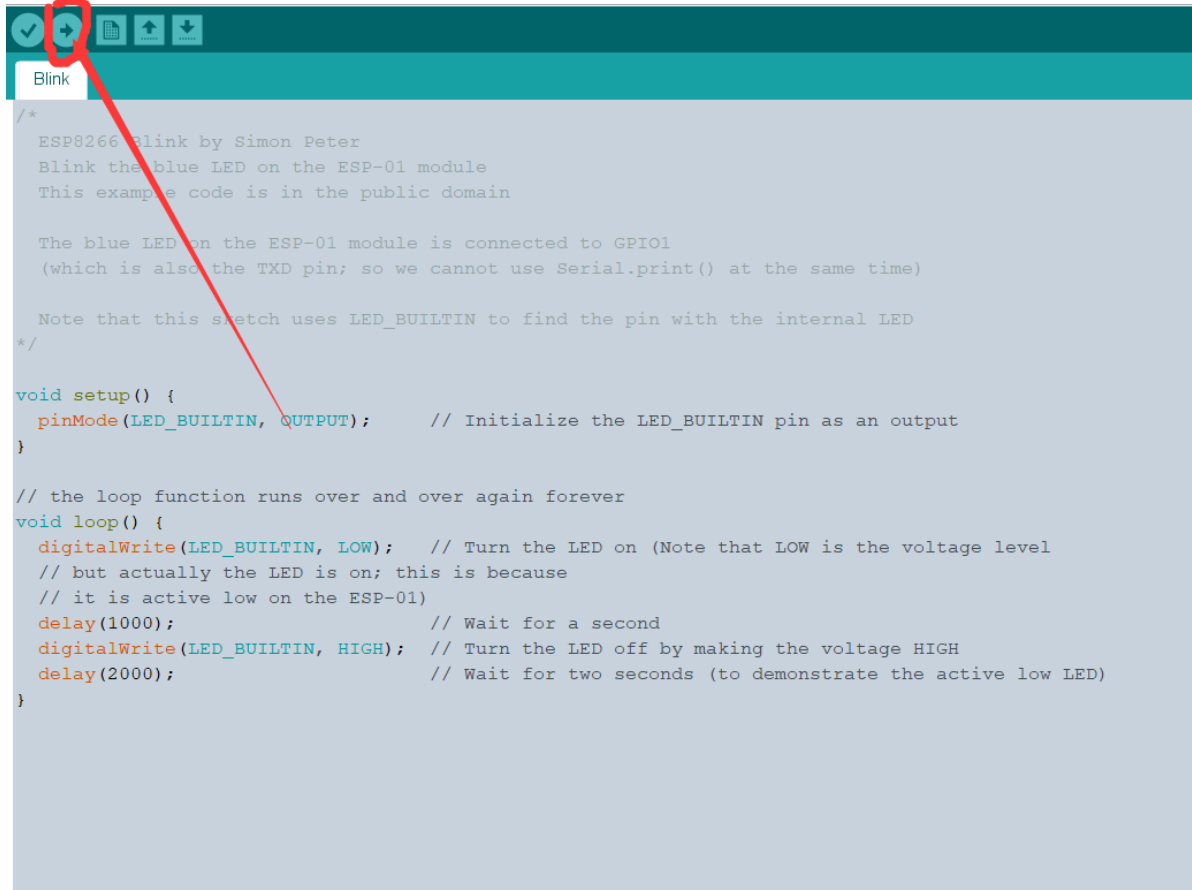 Blink
/*
  ESP8266 Blink by Simon Peter
  Blink the blue LED on the ESP-01 module
  This example code is in the public domain

  The blue LED on the ESP-01 module is connected to GPIO1
  (which is also the TXD pin; so we cannot use Serial.print() at the same time)

  Note that this sketch uses LED_BUILTIN to find the pin with the internal LED
*/

void setup() {
  pinMode(LED_BUILTIN, OUTPUT);     // Initialize the LED_BUILTIN pin as an output
}

// the loop function runs over and over again forever
void loop() {
  digitalWrite(LED_BUILTIN, LOW);   // Turn the LED on (Note that LOW is the voltage level
  // but actually the LED is on; this is because
  // it is active low on the ESP-01)
  delay(1000);                      // Wait for a second
  digitalWrite(LED_BUILTIN, HIGH);  // Turn the LED off by making the voltage HIGH
  delay(2000);                      // Wait for two seconds (to demonstrate the active low LED)
}